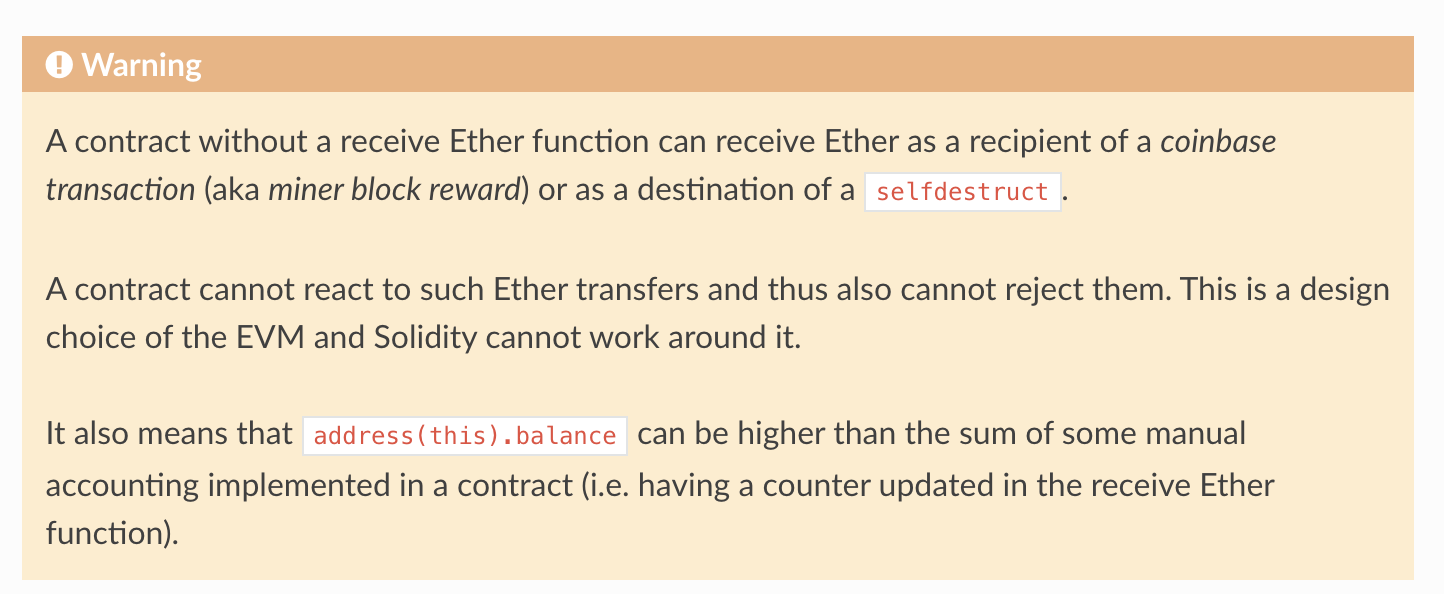 Warning
A contract without a receive Ether function can receive Ether as a recipient of a coinbase
transaction (aka miner block reward) or as a destination of a selfdestruct.
A contract cannot react to such Ether transfers and thus also cannot reject them. This is a design
choice of the EVM and Solidity cannot work around it.
It also means that address(this).balance can be higher than the sum of some manual
accounting implemented in a contract (i.e. having a counter updated in the receive Ether
function).